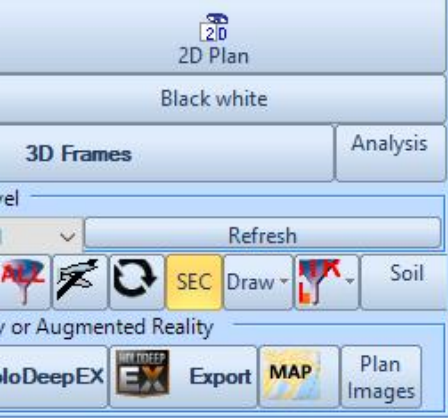 2D
2D Plan
Black white
3D Frames
Analysis
vel
Refresh
ALL
SEC
Draw
Soil
y or Augmented Reality
oloDeepEX
HOLODEEP
EX
Export
MAP
Plan
Images